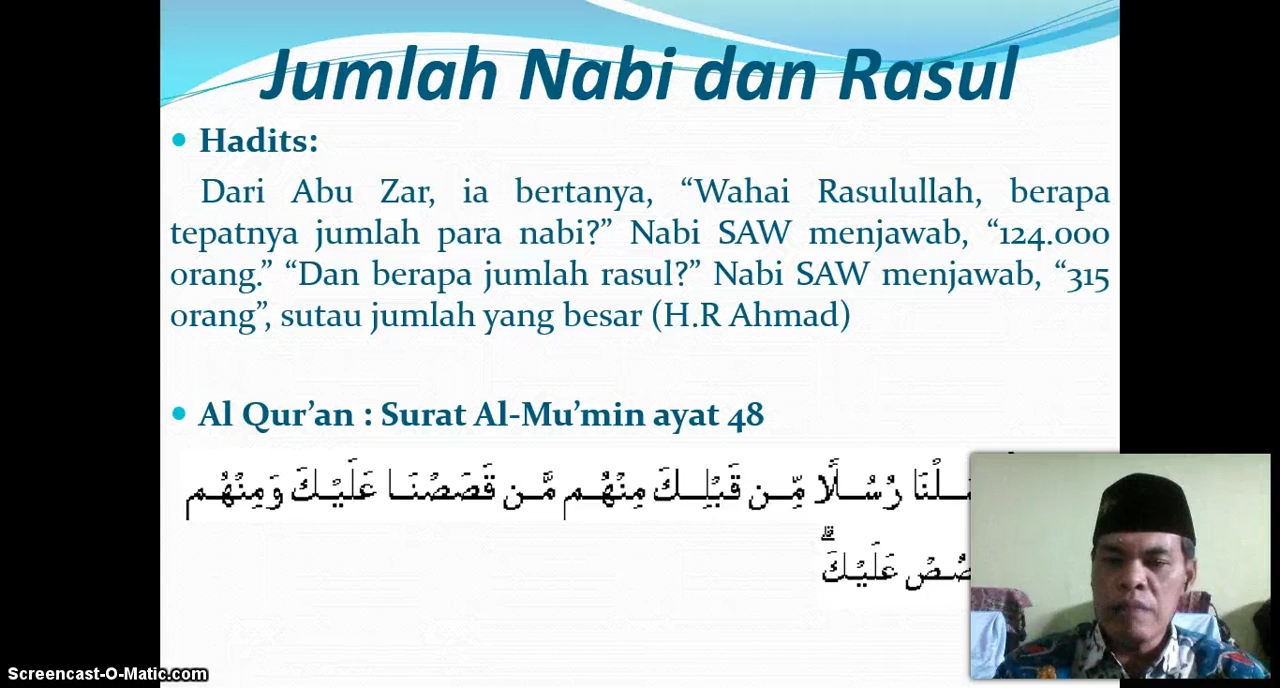 Jumlah Nabi dan Rasul
• Hadits:
Dari Abu Zar, ia bertanya, “Wahai Rasulullah, berapa
tepatnya jumlah para nabi?” Nabi SAW menjawab, “124.000
orang.” “Dan berapa jumlah rasul?” Nabi SAW menjawab, “315
orang”, sutau jumlah yang besar (H.R Ahmad)
• Al Qur’an : Surat Al-Mu’min ayat 48
رُسُلًا مِّن قَبْلِكَ مِنْهُم مَّن قَصَصْنَا عَلَيْكَ وَمِنْهُم
عَلَيْكَ ۗ
Screencast-O-Matic.com